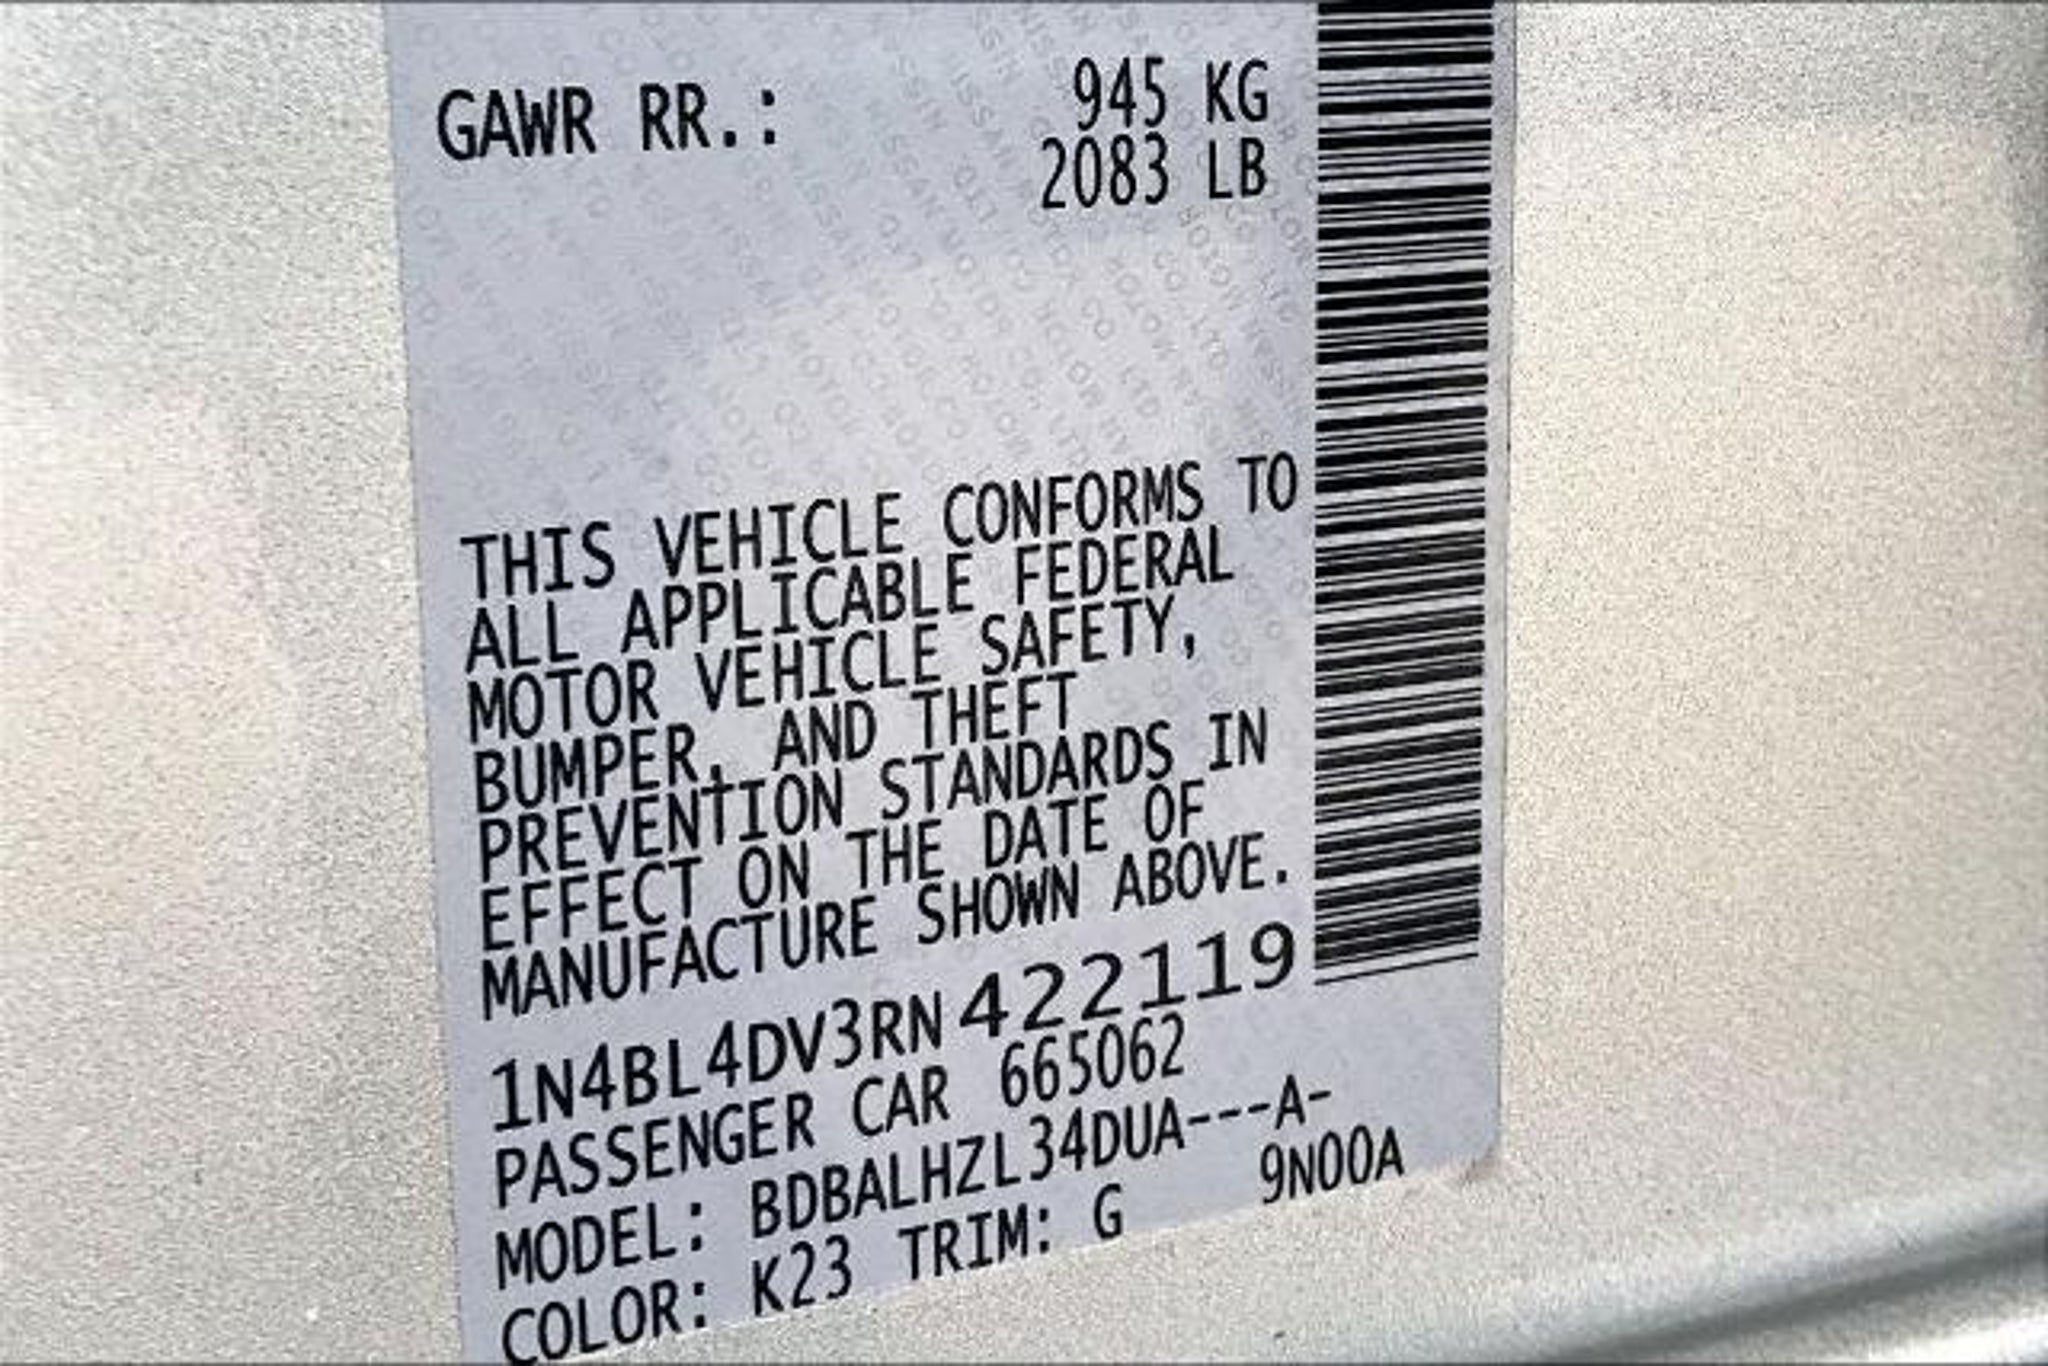 GAWR RR.: 945 KG
2083 LB
THIS VEHICLE CONFORMS TO
ALL APPLICABLE FEDERAL
MOTOR VEHICLE SAFETY,
BUMPER, AND THEFT
PREVENTION STANDARDS IN
EFFECT ON THE DATE OF
MANUFACTURE SHOWN ABOVE.
1N4BL4DV3RN422119
PASSENGER CAR 665062
MODEL: BDBALHZL34DUA---A-
COLOR: K23 TRIM: G 9N00A